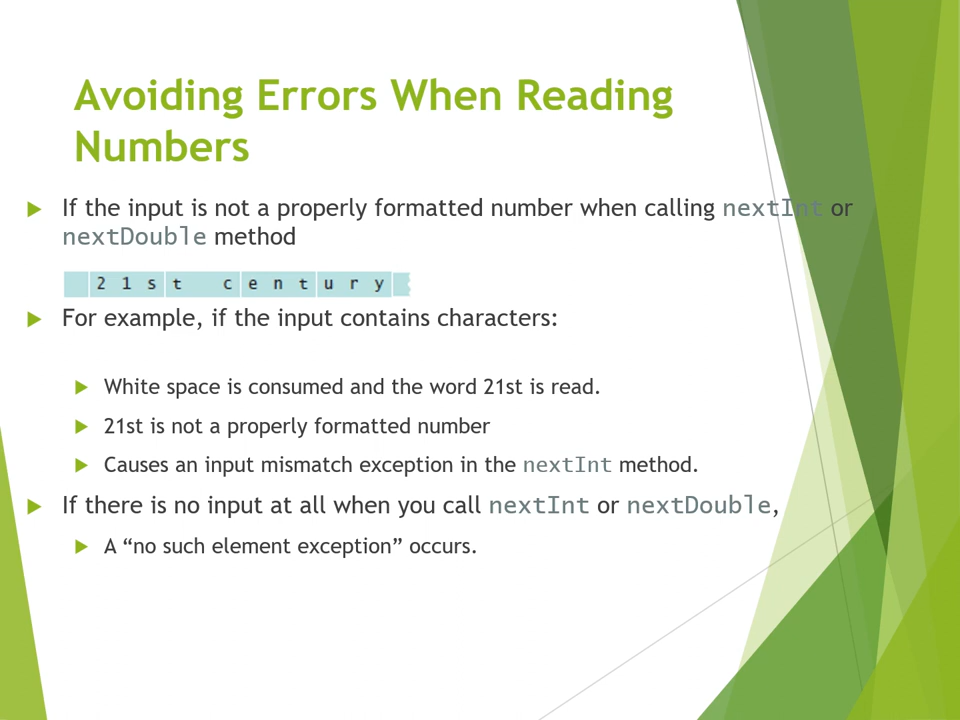 Avoiding Errors When Reading
Numbers
If the input is not a properly formatted number when calling nextInt or
nextDouble method
21st century
For example, if the input contains characters:
White space is consumed and the word 21st is read.
21st is not a properly formatted number
Causes an input mismatch exception in the nextInt method.
If there is no input at all when you call nextInt or nextDouble,
A “no such element exception” occurs.